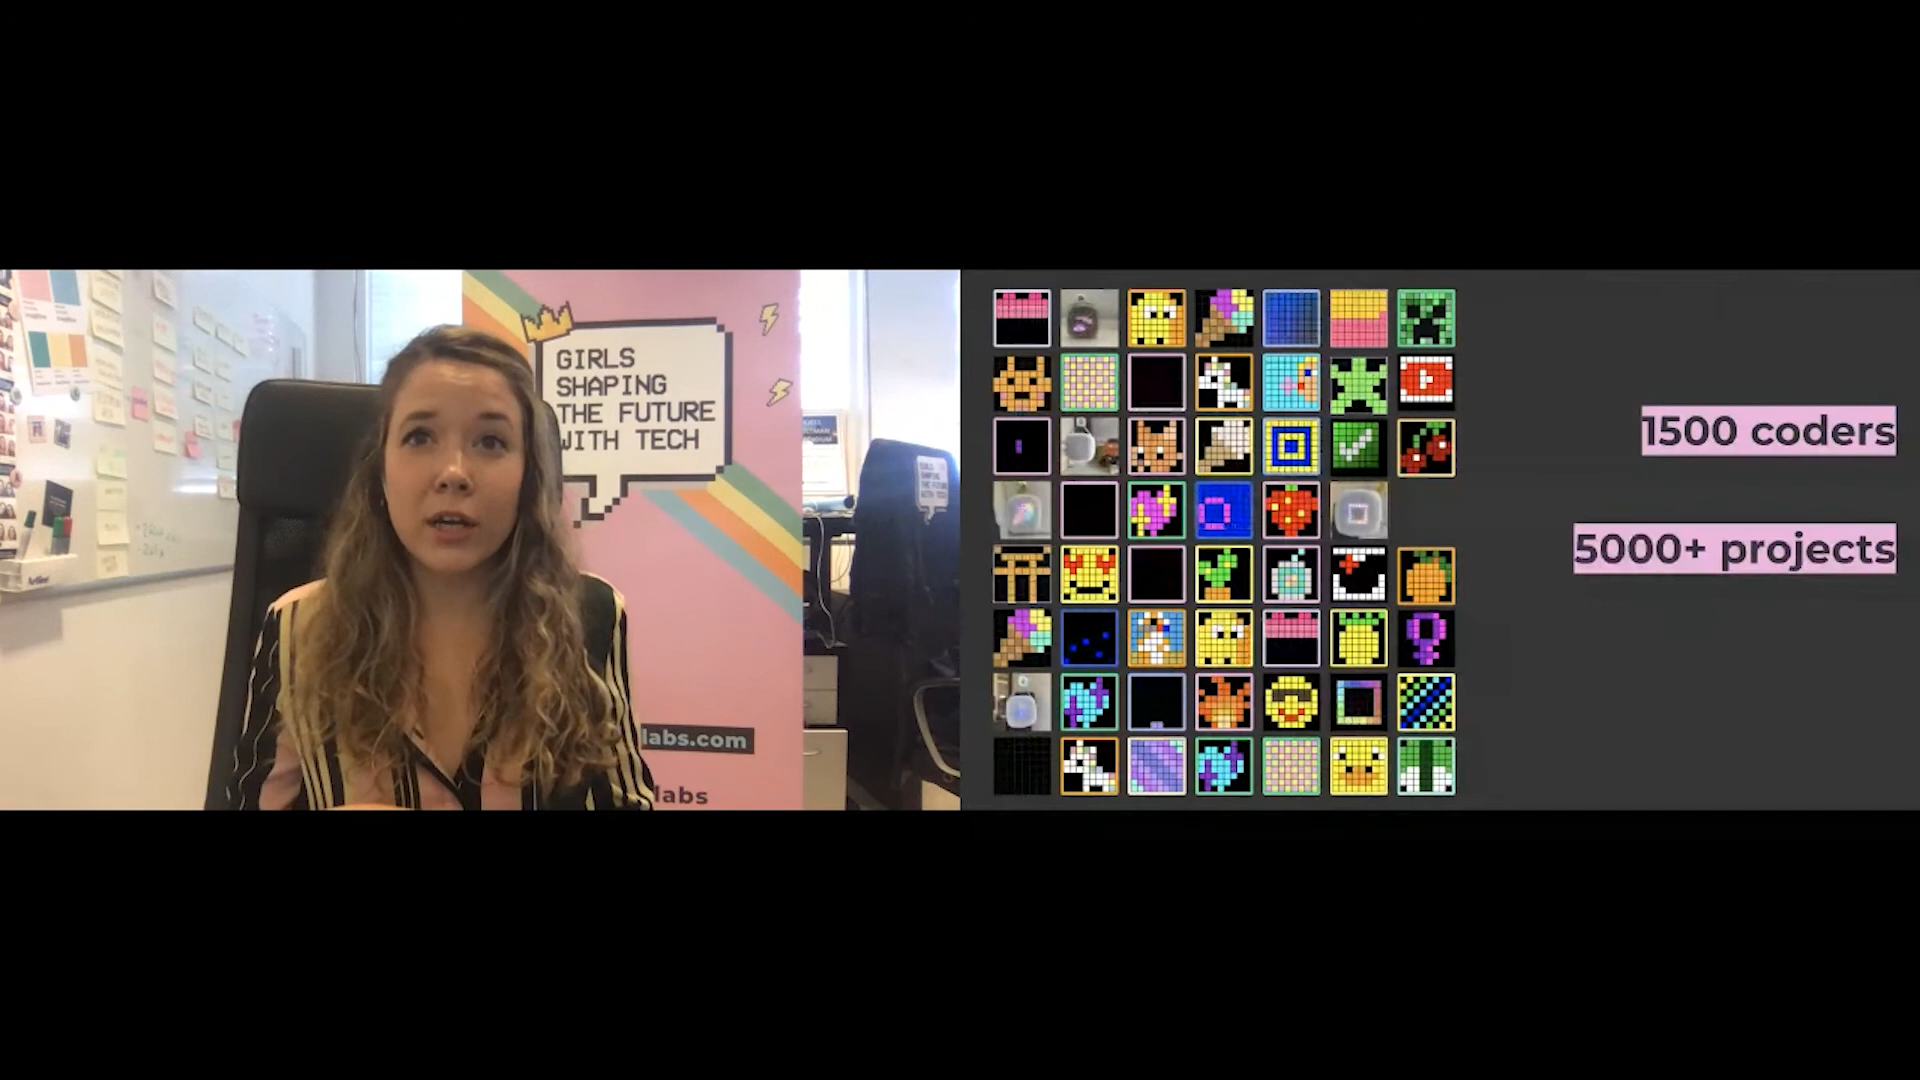 GIRLS
SHAPING
THE FUTURE
WITH TECH
labs.com
labs
1500 coders
5000+ projects